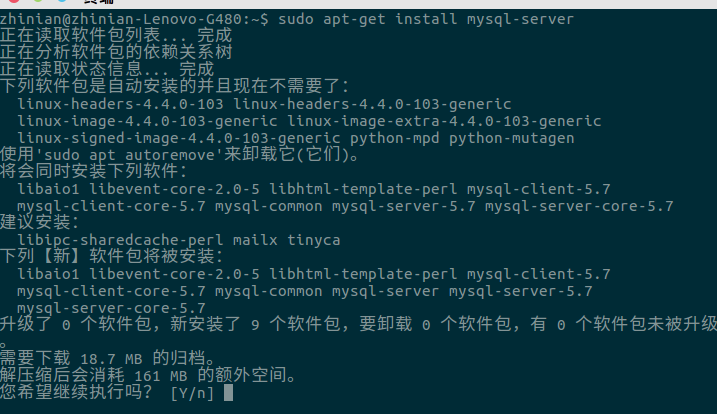 终端
zhinian@zhinian-Lenovo-G480:~$ sudo apt-get install mysql-server
正在读取软件包列表... 完成
正在分析软件包的依赖关系树
正在读取状态信息... 完成
下列软件包是自动安装的并且现在不需要了：
  linux-headers-4.4.0-103 linux-headers-4.4.0-103-generic
  linux-image-4.4.0-103-generic linux-image-extra-4.4.0-103-generic
  linux-signed-image-4.4.0-103-generic python-mpd python-mutagen
使用'sudo apt autoremove'来卸载它(它们)。
将会同时安装下列软件：
  libaio1 libevent-core-2.0-5 libhtml-template-perl mysql-client-5.7
  mysql-client-core-5.7 mysql-common mysql-server-5.7 mysql-server-core-5.7
建议安装：
  libipc-sharedcache-perl mailx tinyca
下列【新】软件包将被安装：
  libaio1 libevent-core-2.0-5 libhtml-template-perl mysql-client-5.7
  mysql-client-core-5.7 mysql-common mysql-server mysql-server-5.7
  mysql-server-core-5.7
升级了 0 个软件包，新安装了 9 个软件包，要卸载 0 个软件包，有 0 个软件包未被升级
。
需要下载 18.7 MB 的归档。
解压缩后会消耗 161 MB 的额外空间。
您希望继续执行吗？ [Y/n]